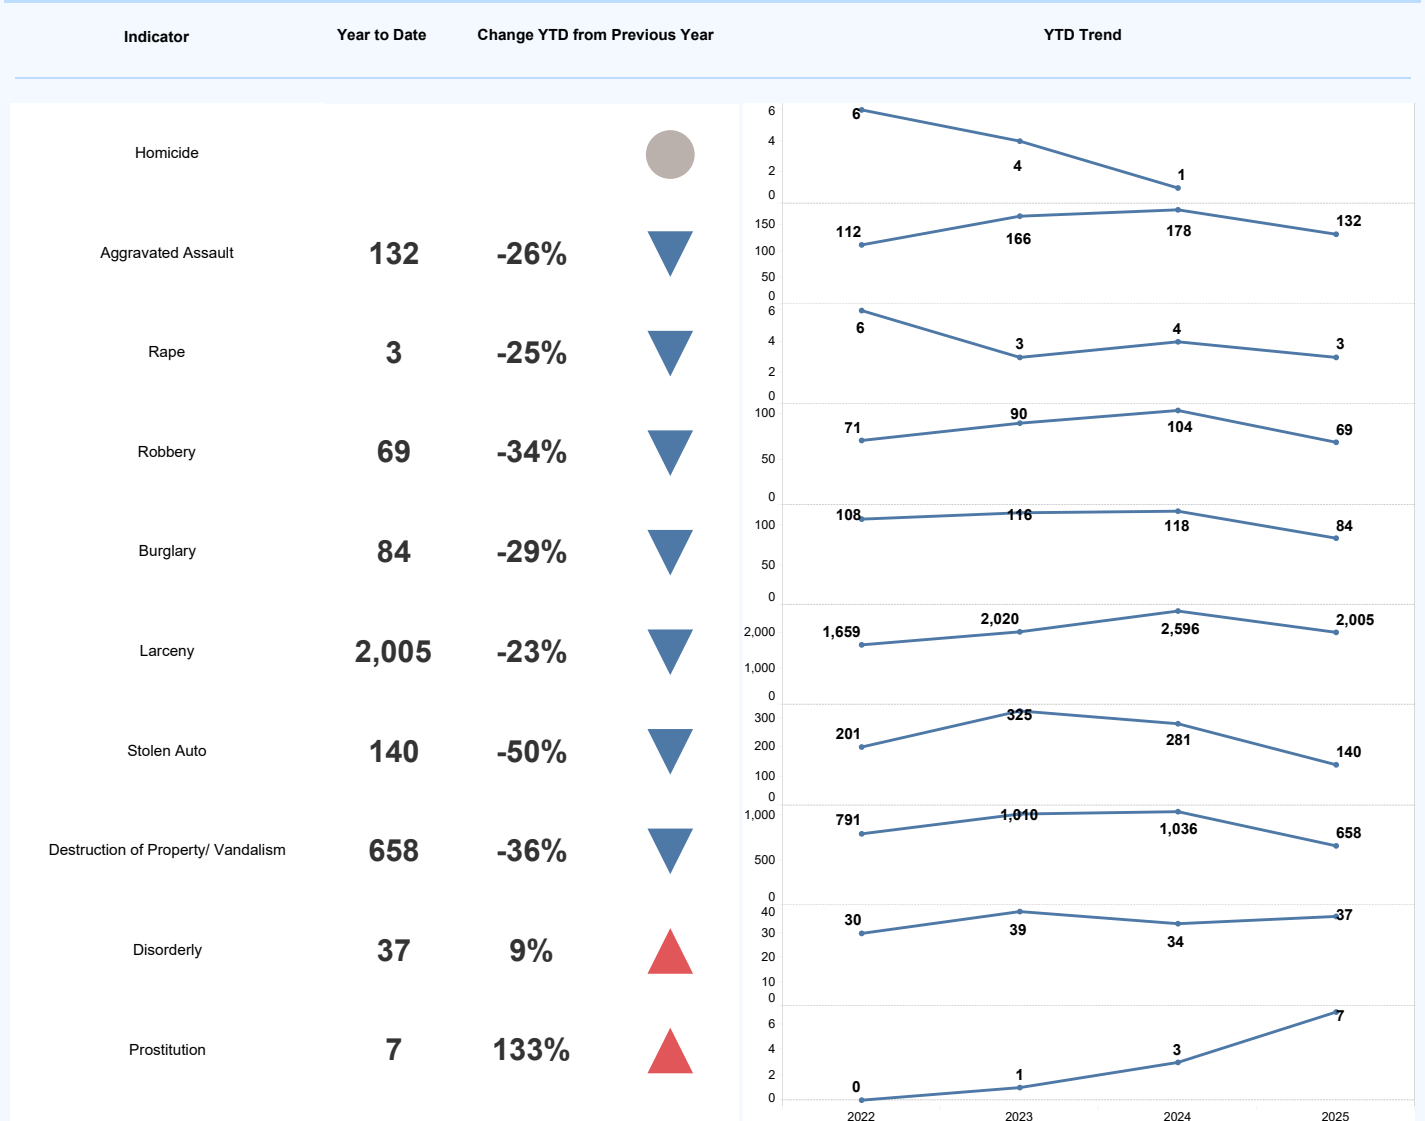 Indicator Year to Date Change YTD from Previous Year YTD Trend
Homicide
6
4
2
0
6 4 1
Aggravated Assault 132 -26%
150
100
50
0
112 166 178 132
Rape 3 -25%
6
4
2
0
6 3 4 3
Robbery 69 -34%
100
50
0
71 90 104 69
Burglary 84 -29%
100
50
0
108 116 118 84
Larceny 2,005 -23%
2,000
1,000
0
1,659 2,020 2,596 2,005
Stolen Auto 140 -50%
300
200
100
0
201 325 281 140
Destruction of Property/ Vandalism 658 -36%
1,000
500
0
791 1,010 1,036 658
Disorderly 37 9%
40
30
20
10
0
30 39 34 37
Prostitution 7 133%
6
4
2
0
0 1 3 7
2022 2023 2024 2025